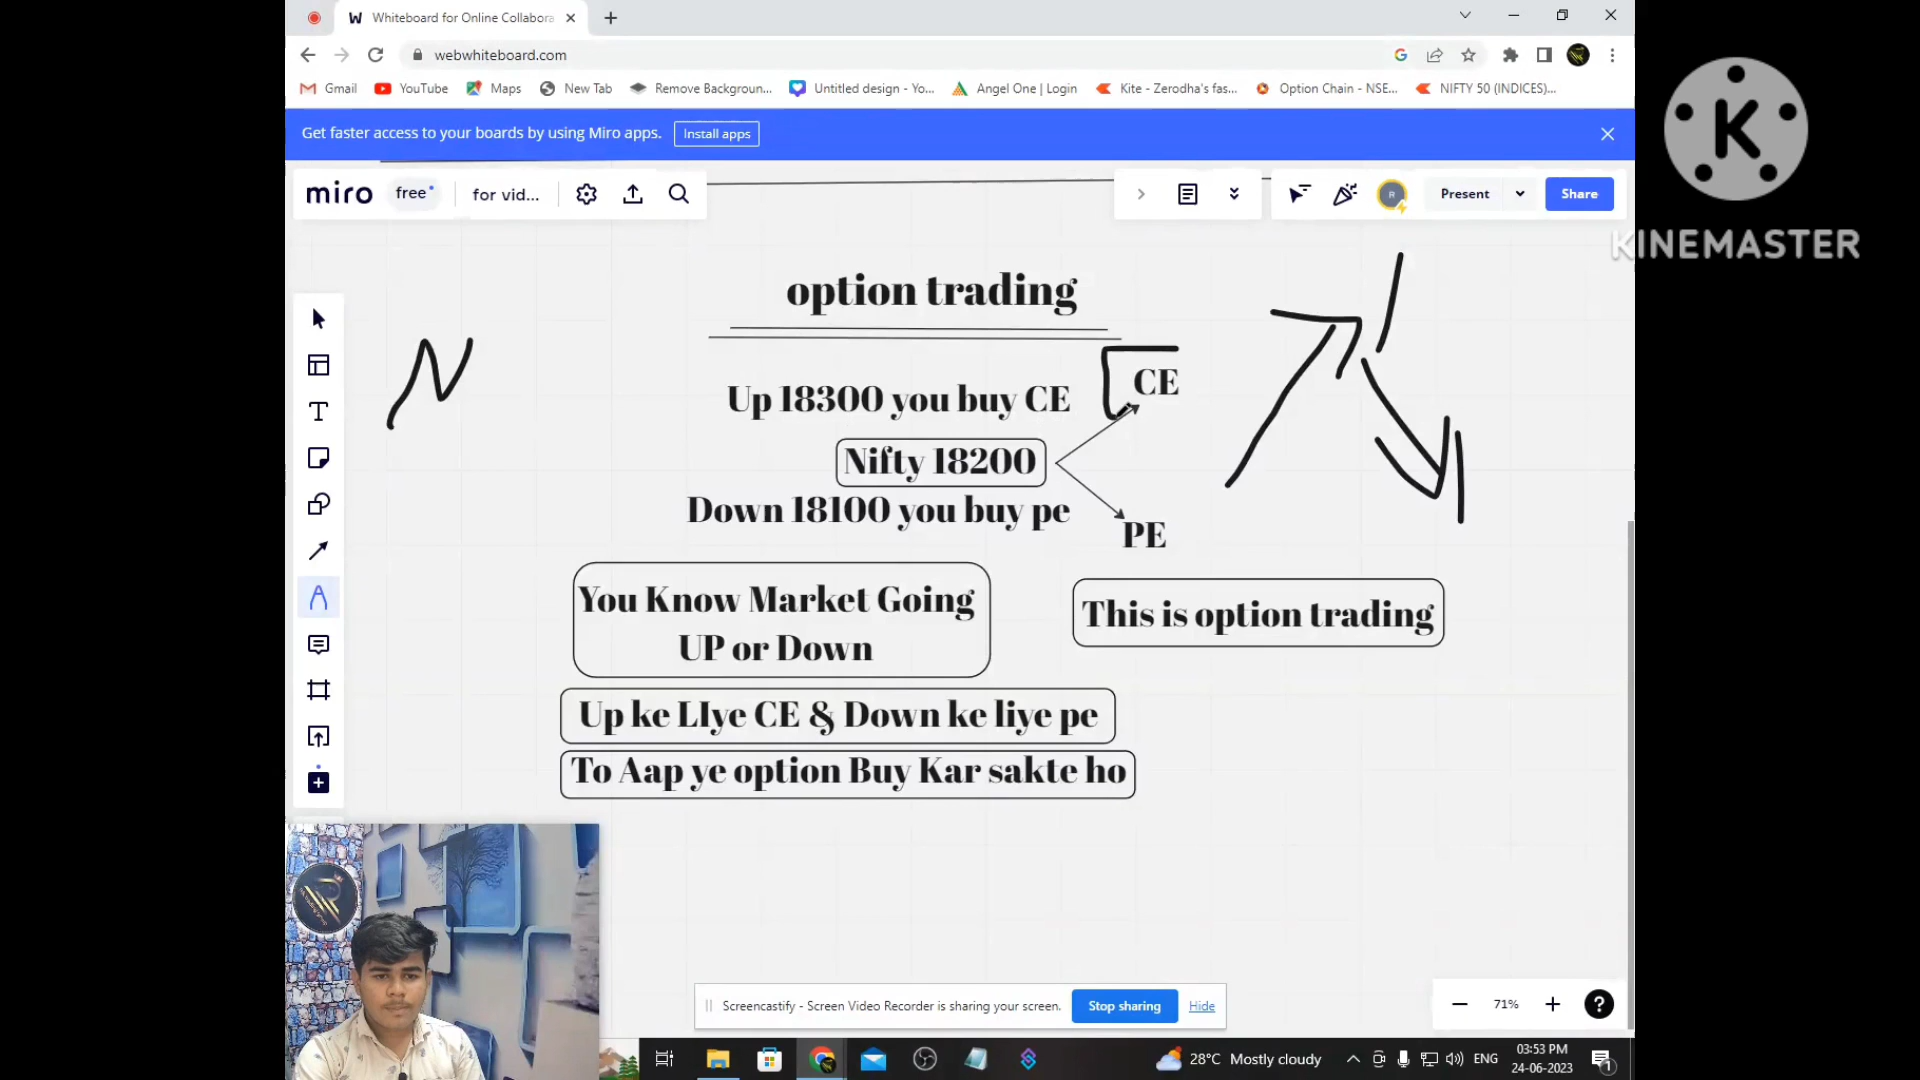 Whiteboard for Online Collabora
webwhiteboard.com
Gmail YouTube Maps New Tab Remove Backgroun... Untitled design - Yo... Angel One | Login Kite - Zerodha's fas... Option Chain - NSE... NIFTY 50 (INDICES)...
Get faster access to your boards by using Miro apps. Install apps
miro free for vid... Present Share
K
KINEMASTER
option trading
N
CE
Up 18300 you buy CE
Nifty 18200
Down 18100 you buy pe
PE
You Know Market Going
UP or Down
This is option trading
Up ke LIye CE & Down ke liye pe
To Aap ye option Buy Kar sakte ho
Screencastify - Screen Video Recorder is sharing your screen. Stop sharing Hide
71%
28°C Mostly cloudy ENG 03:53 PM
24-06-2023